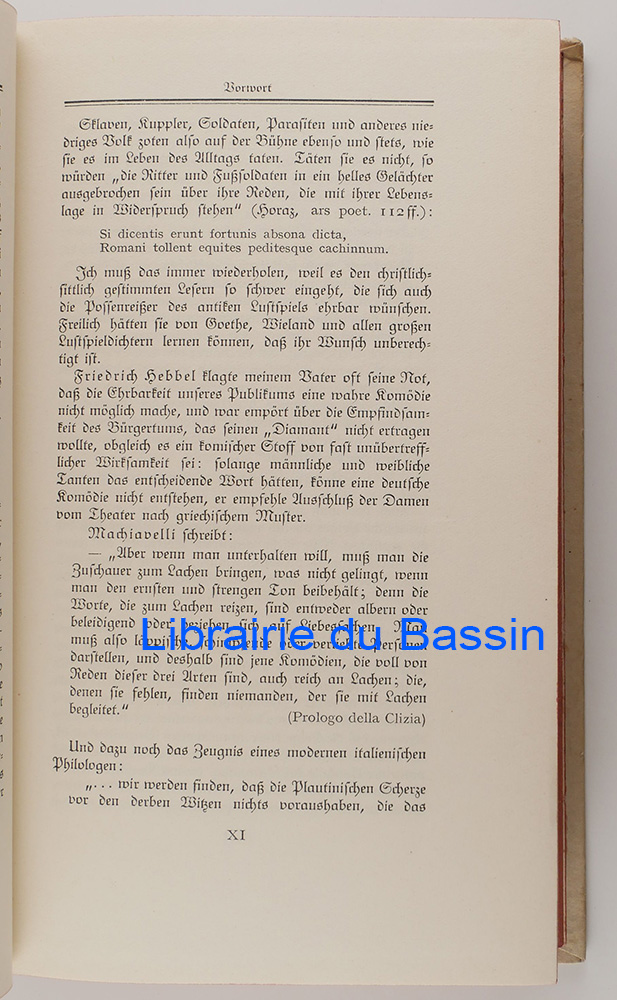 Vorwort
Sklaven, Kuppler, Soldaten, Parasiten und anderes nie-
driges Volk zoten also auf der Bühne ebenso und stets, wie
sie es im Leben des Alltags taten. Täten sie es nicht, so
würden „die Ritter und Fußsoldaten in ein helles Gelächter
ausgebrochen sein über ihre Reden, die mit ihrer Lebens-
lage in Widerspruch stehen“ (Horaz, ars poet. 112ff.):
Si dicentis erunt fortunis absona dicta,
Romani tollent equites peditesque cachinnum.
Ich muß das immer wiederholen, weil es den christlich-
sittlich gestimmten Lesern so schwer eingeht, die sich auch
die Possenreißer des antiken Lustspiels ehrbar wünschen.
Freilich hätten sie von Goethe, Wieland und allen großen
Lustspieldichtern lernen können, daß ihr Wunsch unberech-
tigt ist.
Friedrich Hebbel klagte meinem Vater oft seine Not,
daß die Ehrbarkeit unseres Publikums eine wahre Komödie
nicht möglich mache, und war empört über die Empfindsam-
keit des Bürgertums, das seinen „Diamant“ nicht ertragen
wollte, obgleich es ein komischer Stoff von fast unübertreff-
licher Wirksamkeit sei: solange männliche und weibliche
Tanten das entscheidende Wort hätten, könne eine deutsche
Komödie nicht entstehen, er empfehle Ausschluß der Damen
vom Theater nach griechischem Muster.
Machiavelli schreibt:
— „Aber wenn man unterhalten will, muß man die
Zuschauer zum Lachen bringen, was nicht gelingt, wenn
man den ernsten und strengen Ton beibehält; denn die
Worte, die zum Lachen reizen, sind entweder albern oder
beleidigend oder beziehen sich auf Liebessachen. Man
Librairie du Bassin
muß also läppische, oder verliebte Personen
darstellen, und deshalb sind jene Komödien, die voll von
Reden dieser drei Arten sind, auch reich an Lachen; die,
denen sie fehlen, finden niemanden, der sie mit Lachen
begleitet.“
(Prologo della Clizia)
Und dazu noch das Zeugnis eines modernen italienischen
Philologen:
„... wir werden finden, daß die Plautinischen Scherze
vor den derben Witzen nichts voraushaben, die das
XI